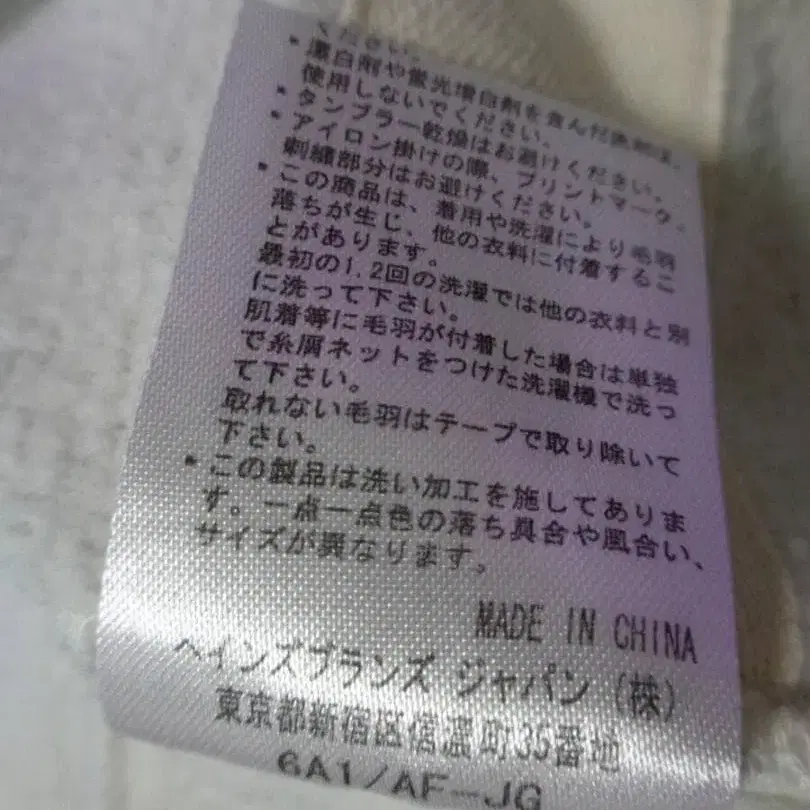 ください。
* 漂白剤や蛍光増白剤を含んだ洗剤は、
使用しないでください。
* タンブラー乾燥はお避けください。
* アイロン掛けの際、プリントマーク、
刺繍部分はお避けください。
* この商品は、着用や洗濯により毛羽
落ちが生じ、他の衣料に付着するこ
とがあります。
最初の1,2回の洗濯では他の衣料と別
に洗って下さい。
肌着等に毛羽が付着した場合は単独
で糸屑ネットをつけた洗濯機で洗っ
て下さい。
取れない毛羽はテープで取り除いて
下さい。
* この製品は洗い加工を施してありま
す。一点一点色の落ち具合や風合い、
サイズが異なります。
MADE IN CHINA
ヘインズブランズ ジャパン (株)
東京都新宿区信濃町35番地
6A1/AF-JG